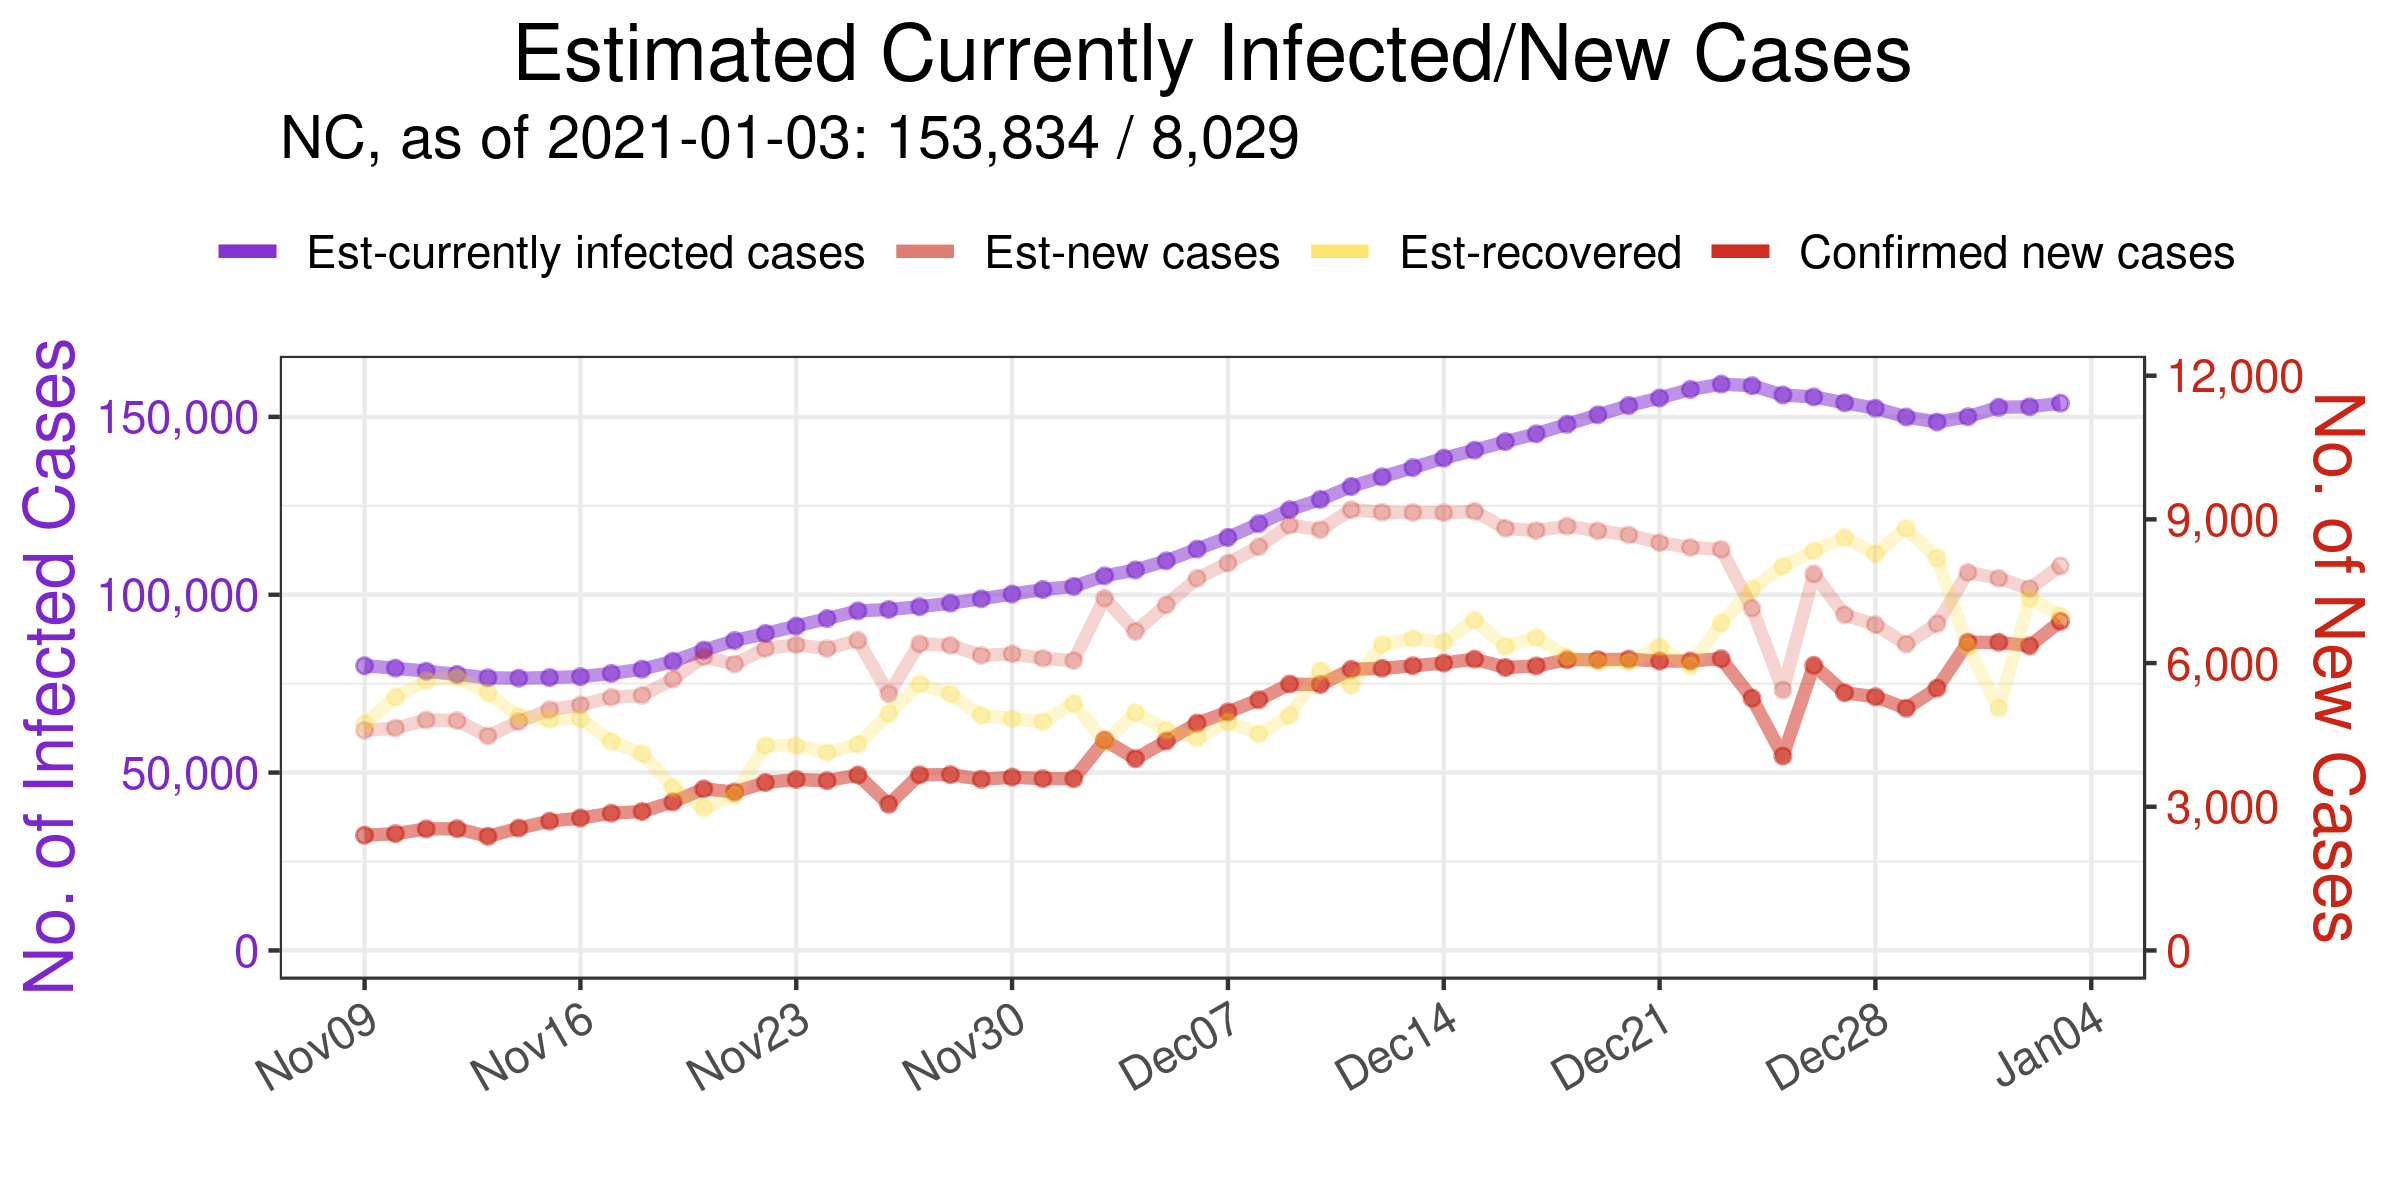 Estimated Currently Infected/New Cases
NC, as of 2021-01-03: 153,834 / 8,029
Est-currently infected cases Est-new cases Est-recovered Confirmed new cases
No. of Infected Cases
150,000
100,000
50,000
0
12,000
9,000
6,000
3,000
0
No. of New Cases
Nov09 Nov16 Nov23 Nov30 Dec07 Dec14 Dec21 Dec28 Jan04